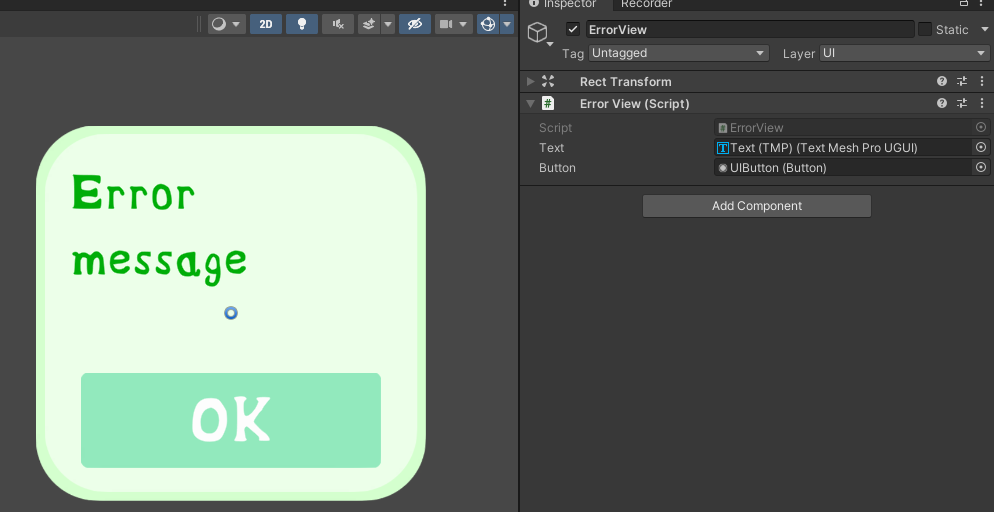 Inspector
Recorder
2D
ErrorView
Static
Tag
Untagged
Layer
UI
Rect Transform
Error View (Script)
Script
# ErrorView
Text
Text (TMP) (Text Mesh Pro UGUI)
Button
UIButton (Button)
Add Component
Error
message
OK